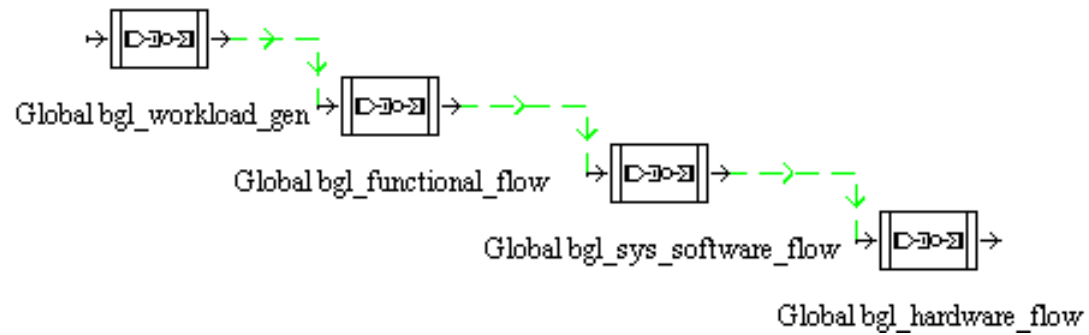 Global bgl_workload_gen
Global bgl_functional_flow
Global bgl_sys_software_flow
Global bgl_hardware_flow